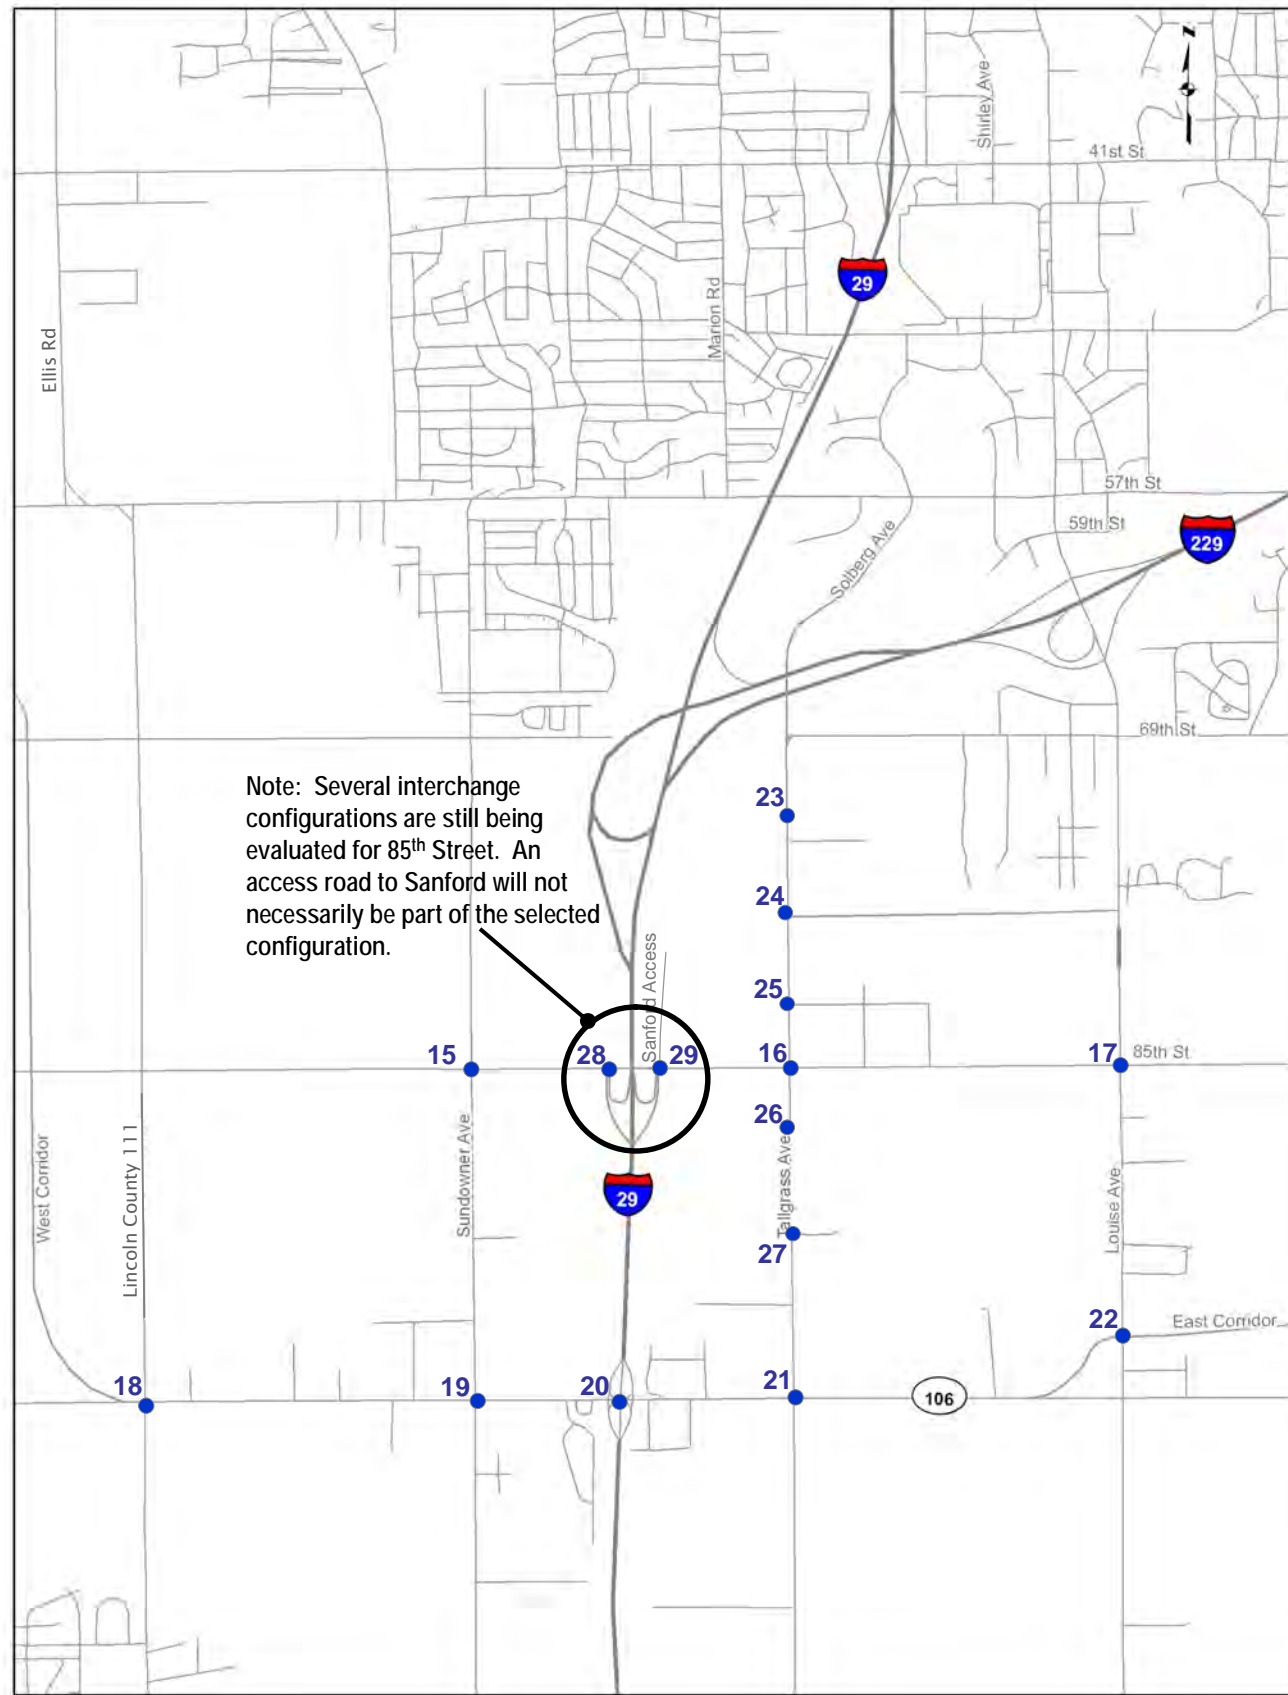 N
Shirley Ave
41st St
29
Marion Rd
Ellis Rd
57th St
59th St
229
Solberg Ave
69th St
Note: Several interchange
configurations are still being
evaluated for 85th Street. An
access road to Sanford will not
necessarily be part of the selected
configuration.
23
24
Sanford Access
25
15
28
29
16
17
85th St
26
West Corridor
Lincoln County 111
Sundowner Ave
29
Tallgrass Ave
27
Louise Ave
22
East Corridor
18
19
20
21
106